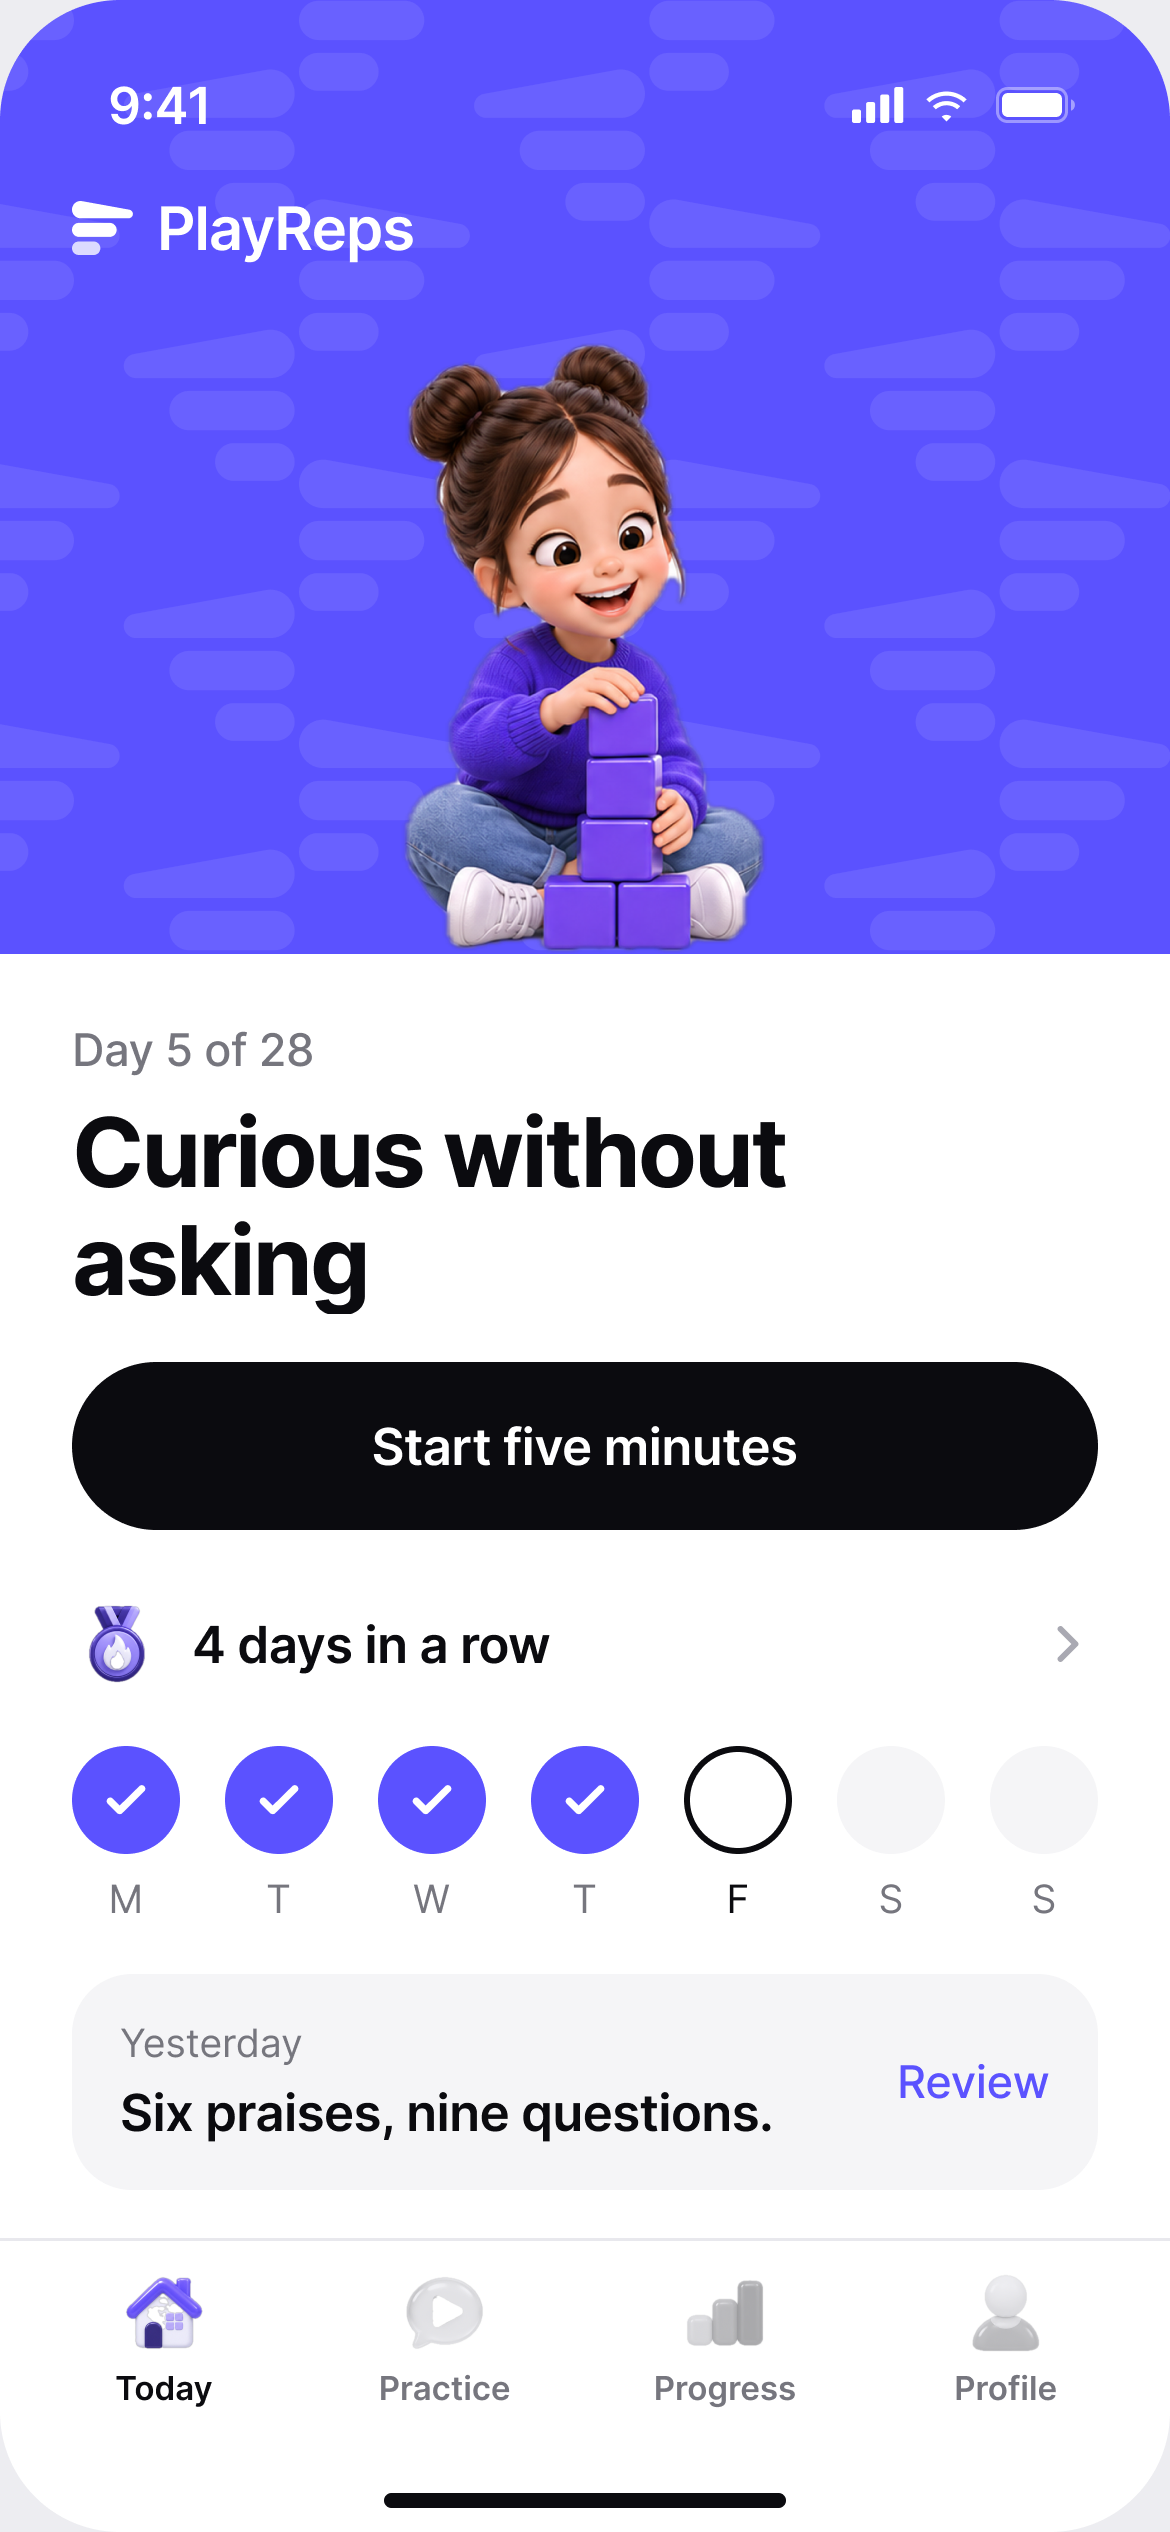 9:41
PlayReps
Day 5 of 28
Curious without
asking
Start five minutes
4 days in a row
M T W T F S S
Yesterday
Six praises, nine questions.
Review
Today Practice Progress Profile